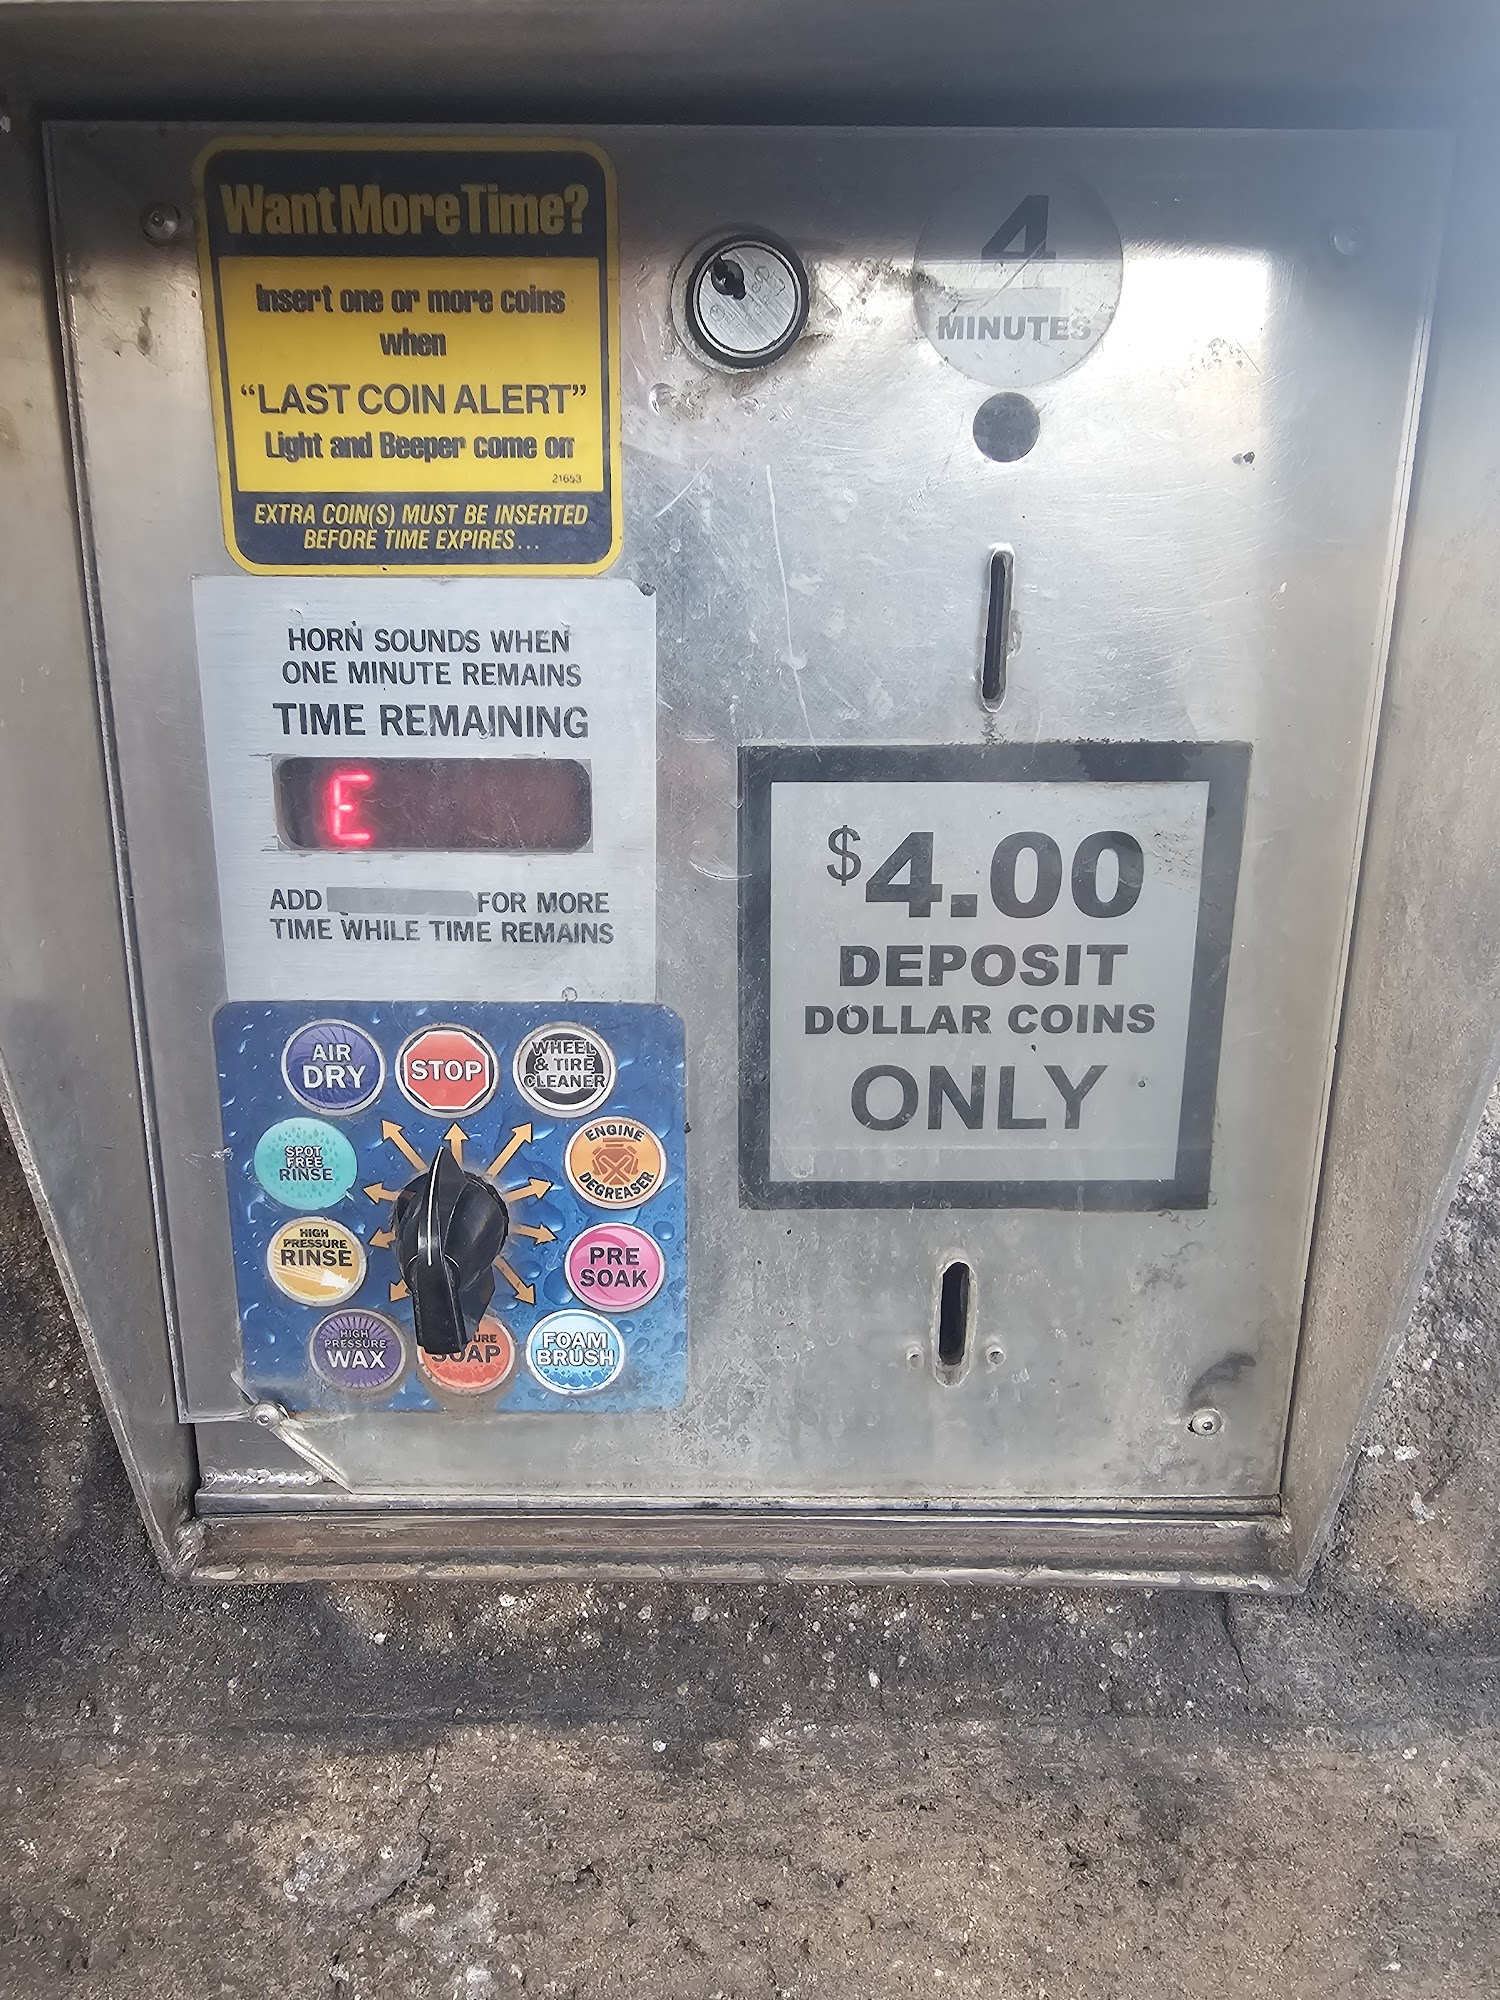 Want More Time?
Insert one or more coins
when
“LAST COIN ALERT”
Light and Beeper come on
21653
EXTRA COIN(S) MUST BE INSERTED
BEFORE TIME EXPIRES...
4
MINUTES
HORN SOUNDS WHEN
ONE MINUTE REMAINS
TIME REMAINING
E
ADD FOR MORE
TIME WHILE TIME REMAINS
$4.00
DEPOSIT
DOLLAR COINS
ONLY
AIR
DRY
STOP
WHEEL
& TIRE
CLEANER
SPOT
FREE
RINSE
ENGINE
DEGREASER
HIGH
PRESSURE
RINSE
PRE
SOAK
HIGH
PRESSURE
WAX
SOAP
FOAM
BRUSH